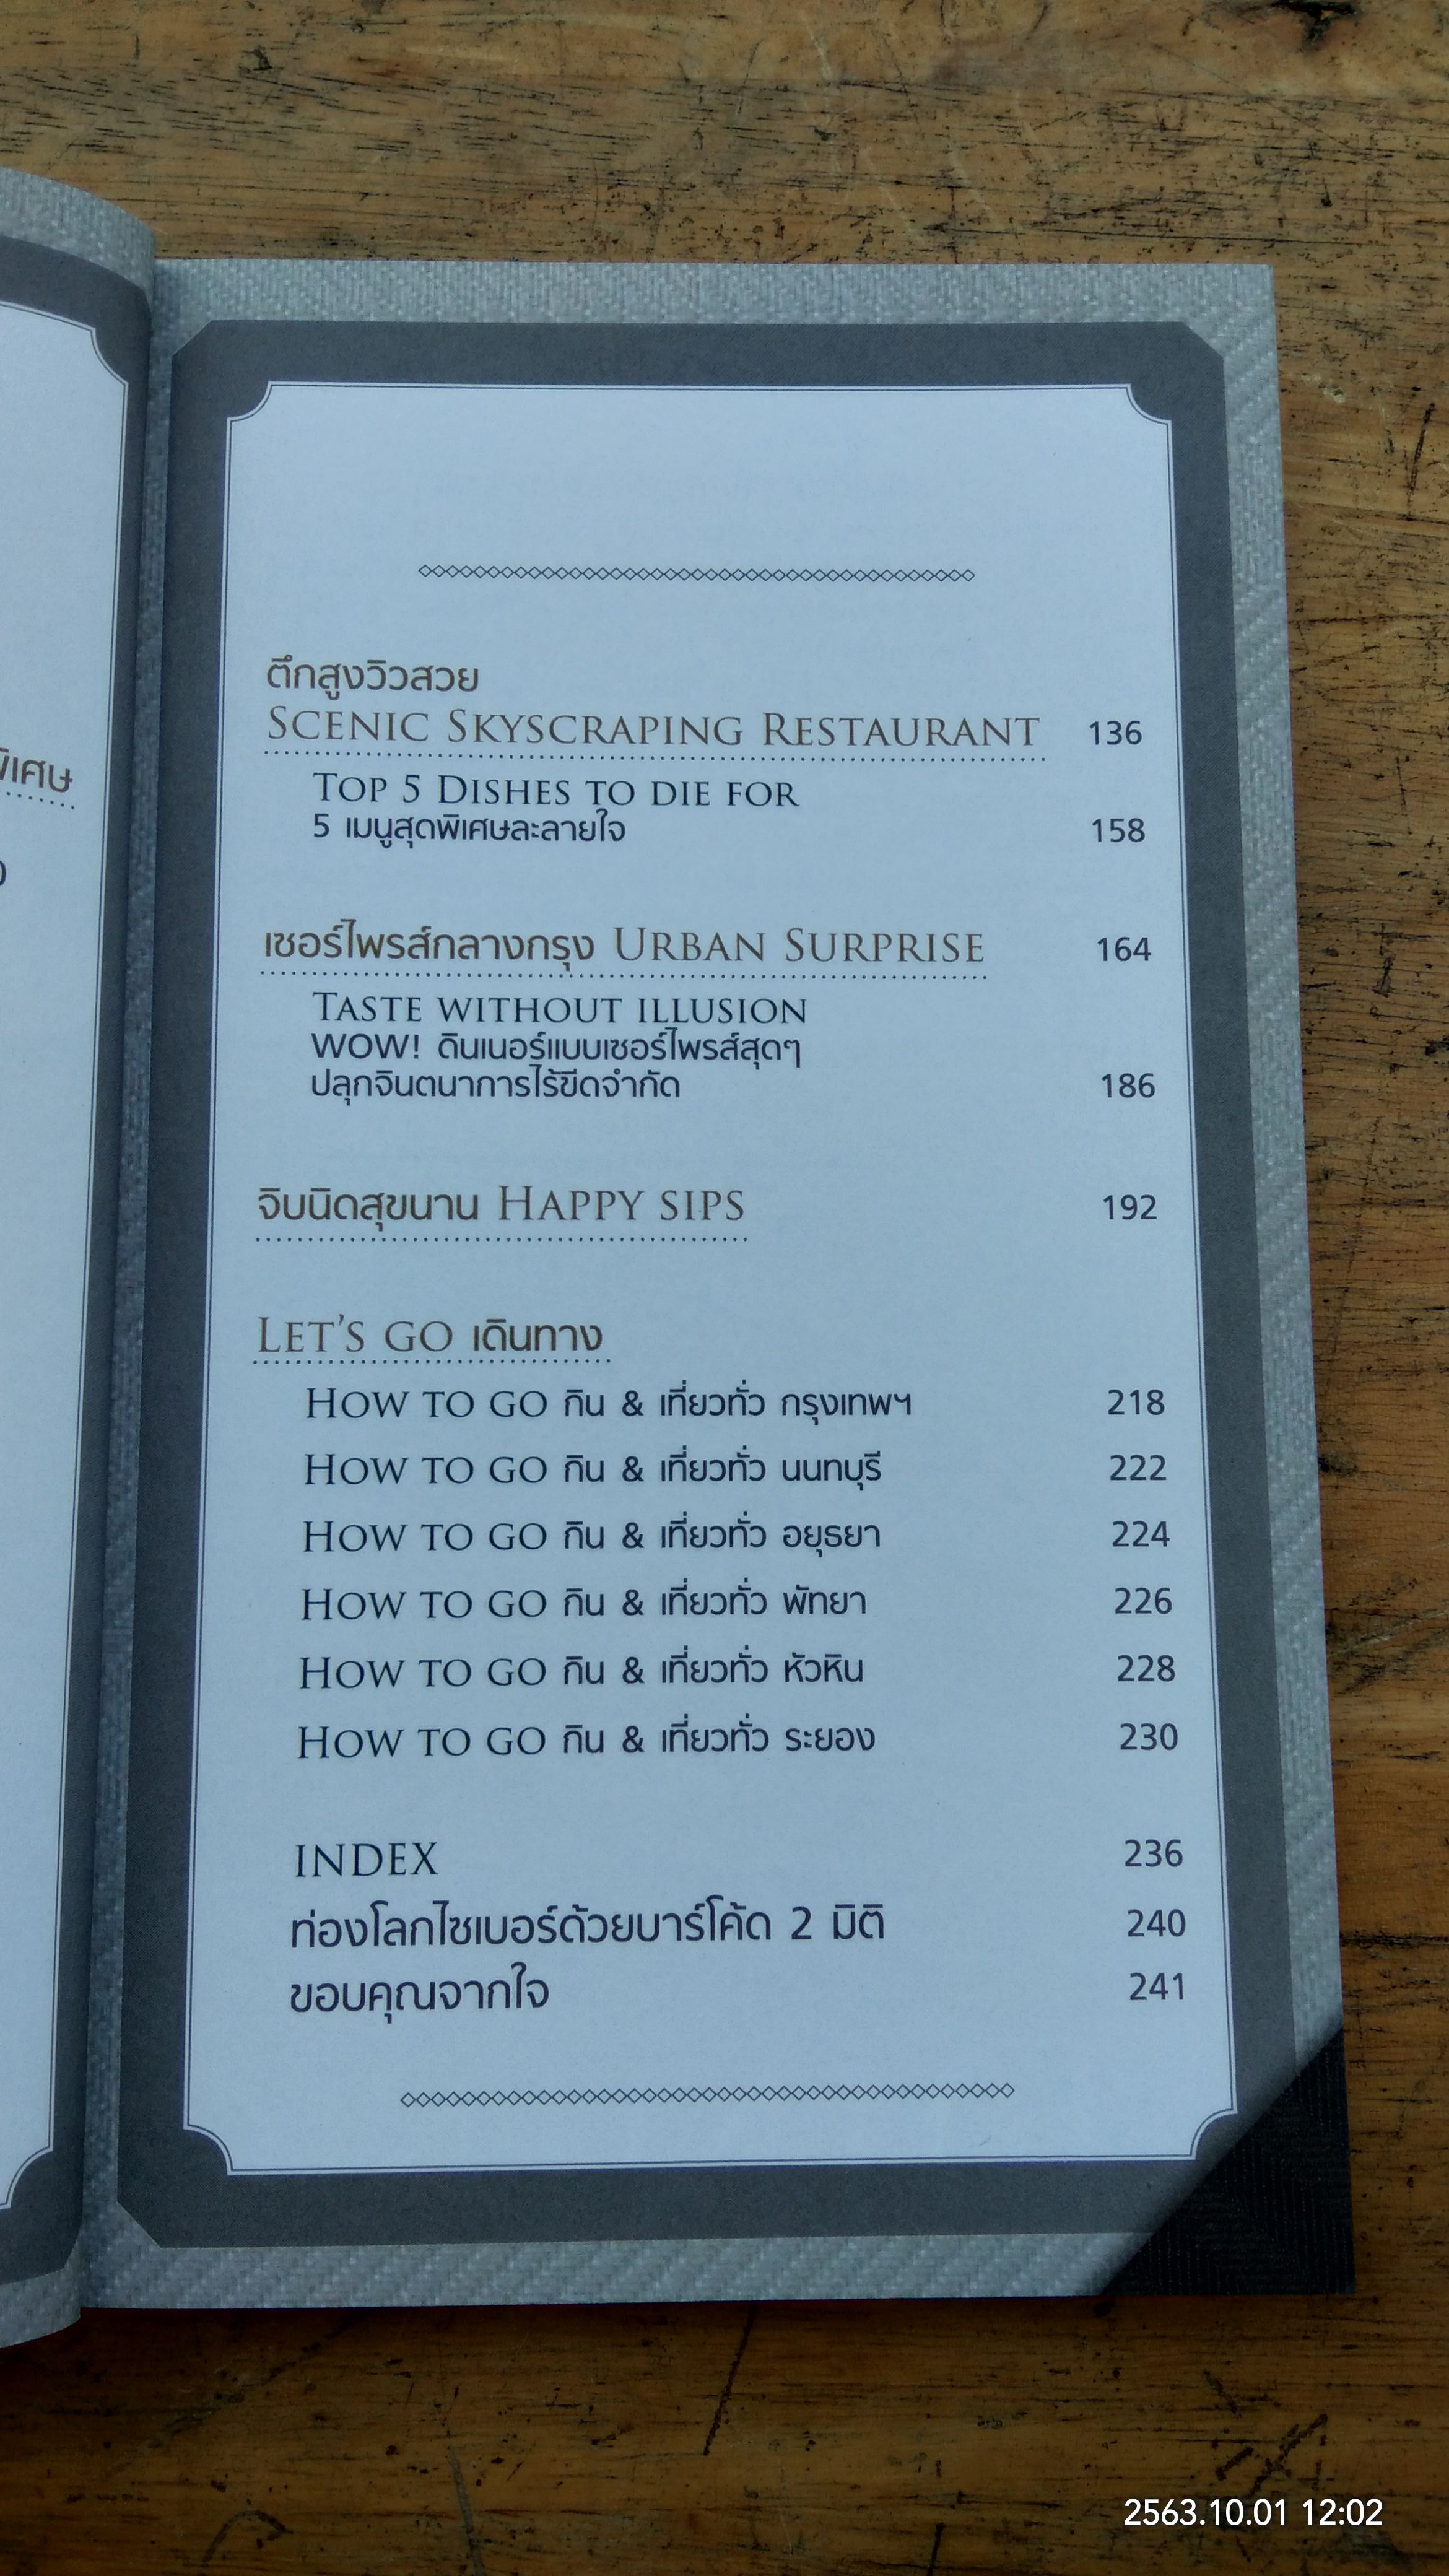 พิเศษ
ตึกสูงวิวสวย
SCENIC SKYSCRAPING RESTAURANT 136
TOP 5 DISHES TO DIE FOR
5 เมนูสุดพิเศษละลายใจ 158
เซอร์ไพรส์กลางกรุง URBAN SURPRISE 164
TASTE WITHOUT ILLUSION
WOW! ดินเนอร์แบบเซอร์ไพรส์สุดๆ
ปลุกจินตนาการไร้ขีดจำกัด 186
จิบนิดสุขนาน HAPPY SIPS 192
LET'S GO เดินทาง
HOW TO GO กิน & เที่ยวทั่ว กรุงเทพฯ 218
HOW TO GO กิน & เที่ยวทั่ว นนทบุรี 222
HOW TO GO กิน & เที่ยวทั่ว อยุธยา 224
HOW TO GO กิน & เที่ยวทั่ว พัทยา 226
HOW TO GO กิน & เที่ยวทั่ว หัวหิน 228
HOW TO GO กิน & เที่ยวทั่ว ระยอง 230
INDEX 236
ท่องโลกไซเบอร์ด้วยบาร์โค้ด 2 มิติ 240
ขอบคุณจากใจ 241
2563.10.01 12:02